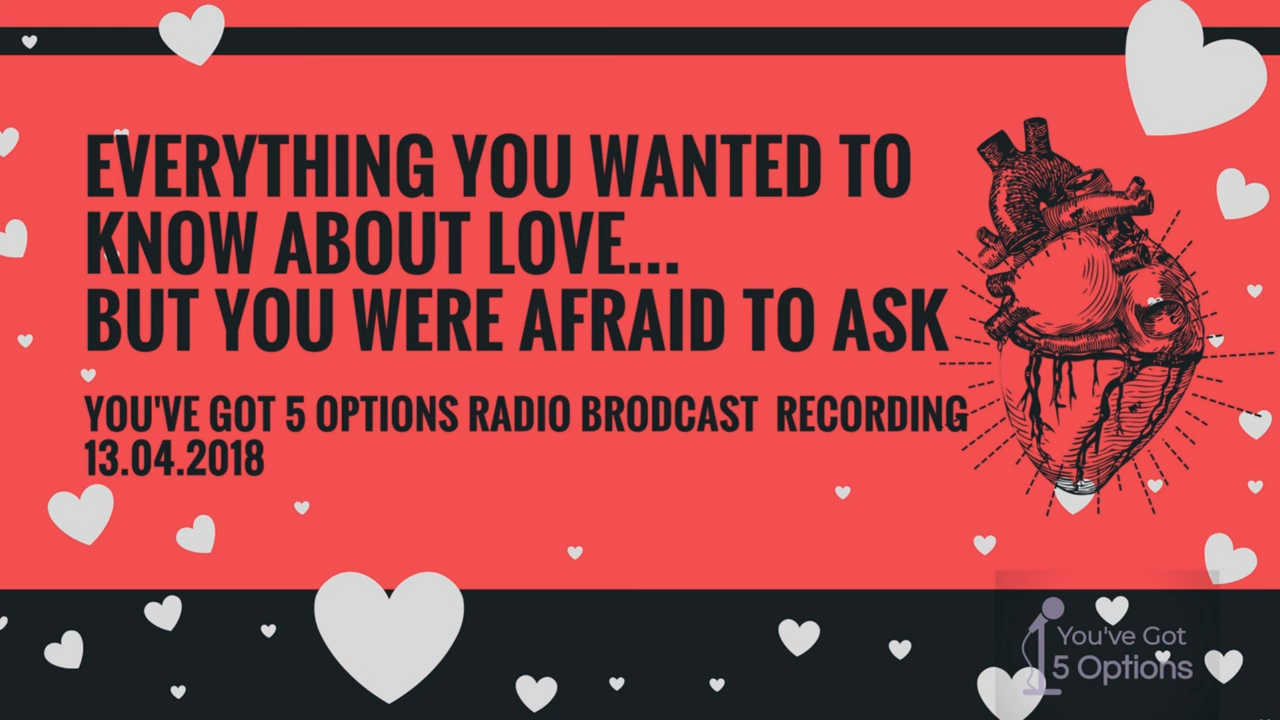 EVERYTHING YOU WANTED TO
KNOW ABOUT LOVE...
BUT YOU WERE AFRAID TO ASK
YOU'VE GOT 5 OPTIONS RADIO BRODCAST RECORDING
13.04.2018
You've Got
5 Options